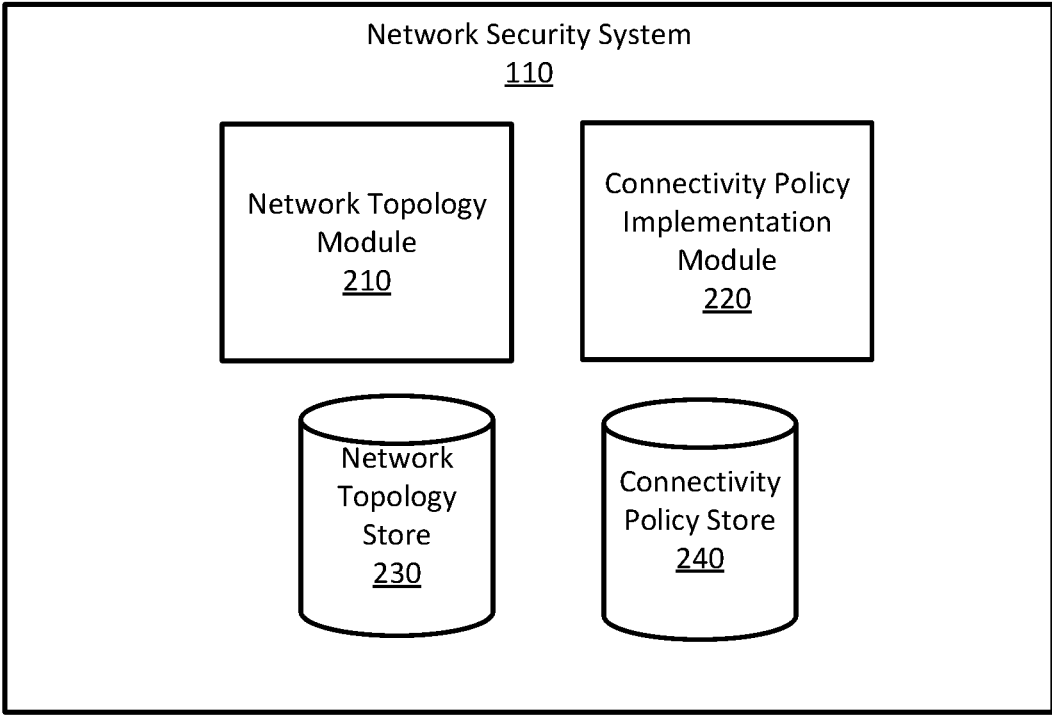 Network Security System
110
Network Topology
Module
210
Connectivity Policy
Implementation
Module
220
Network
Topology
Store
230
Connectivity
Policy Store
240